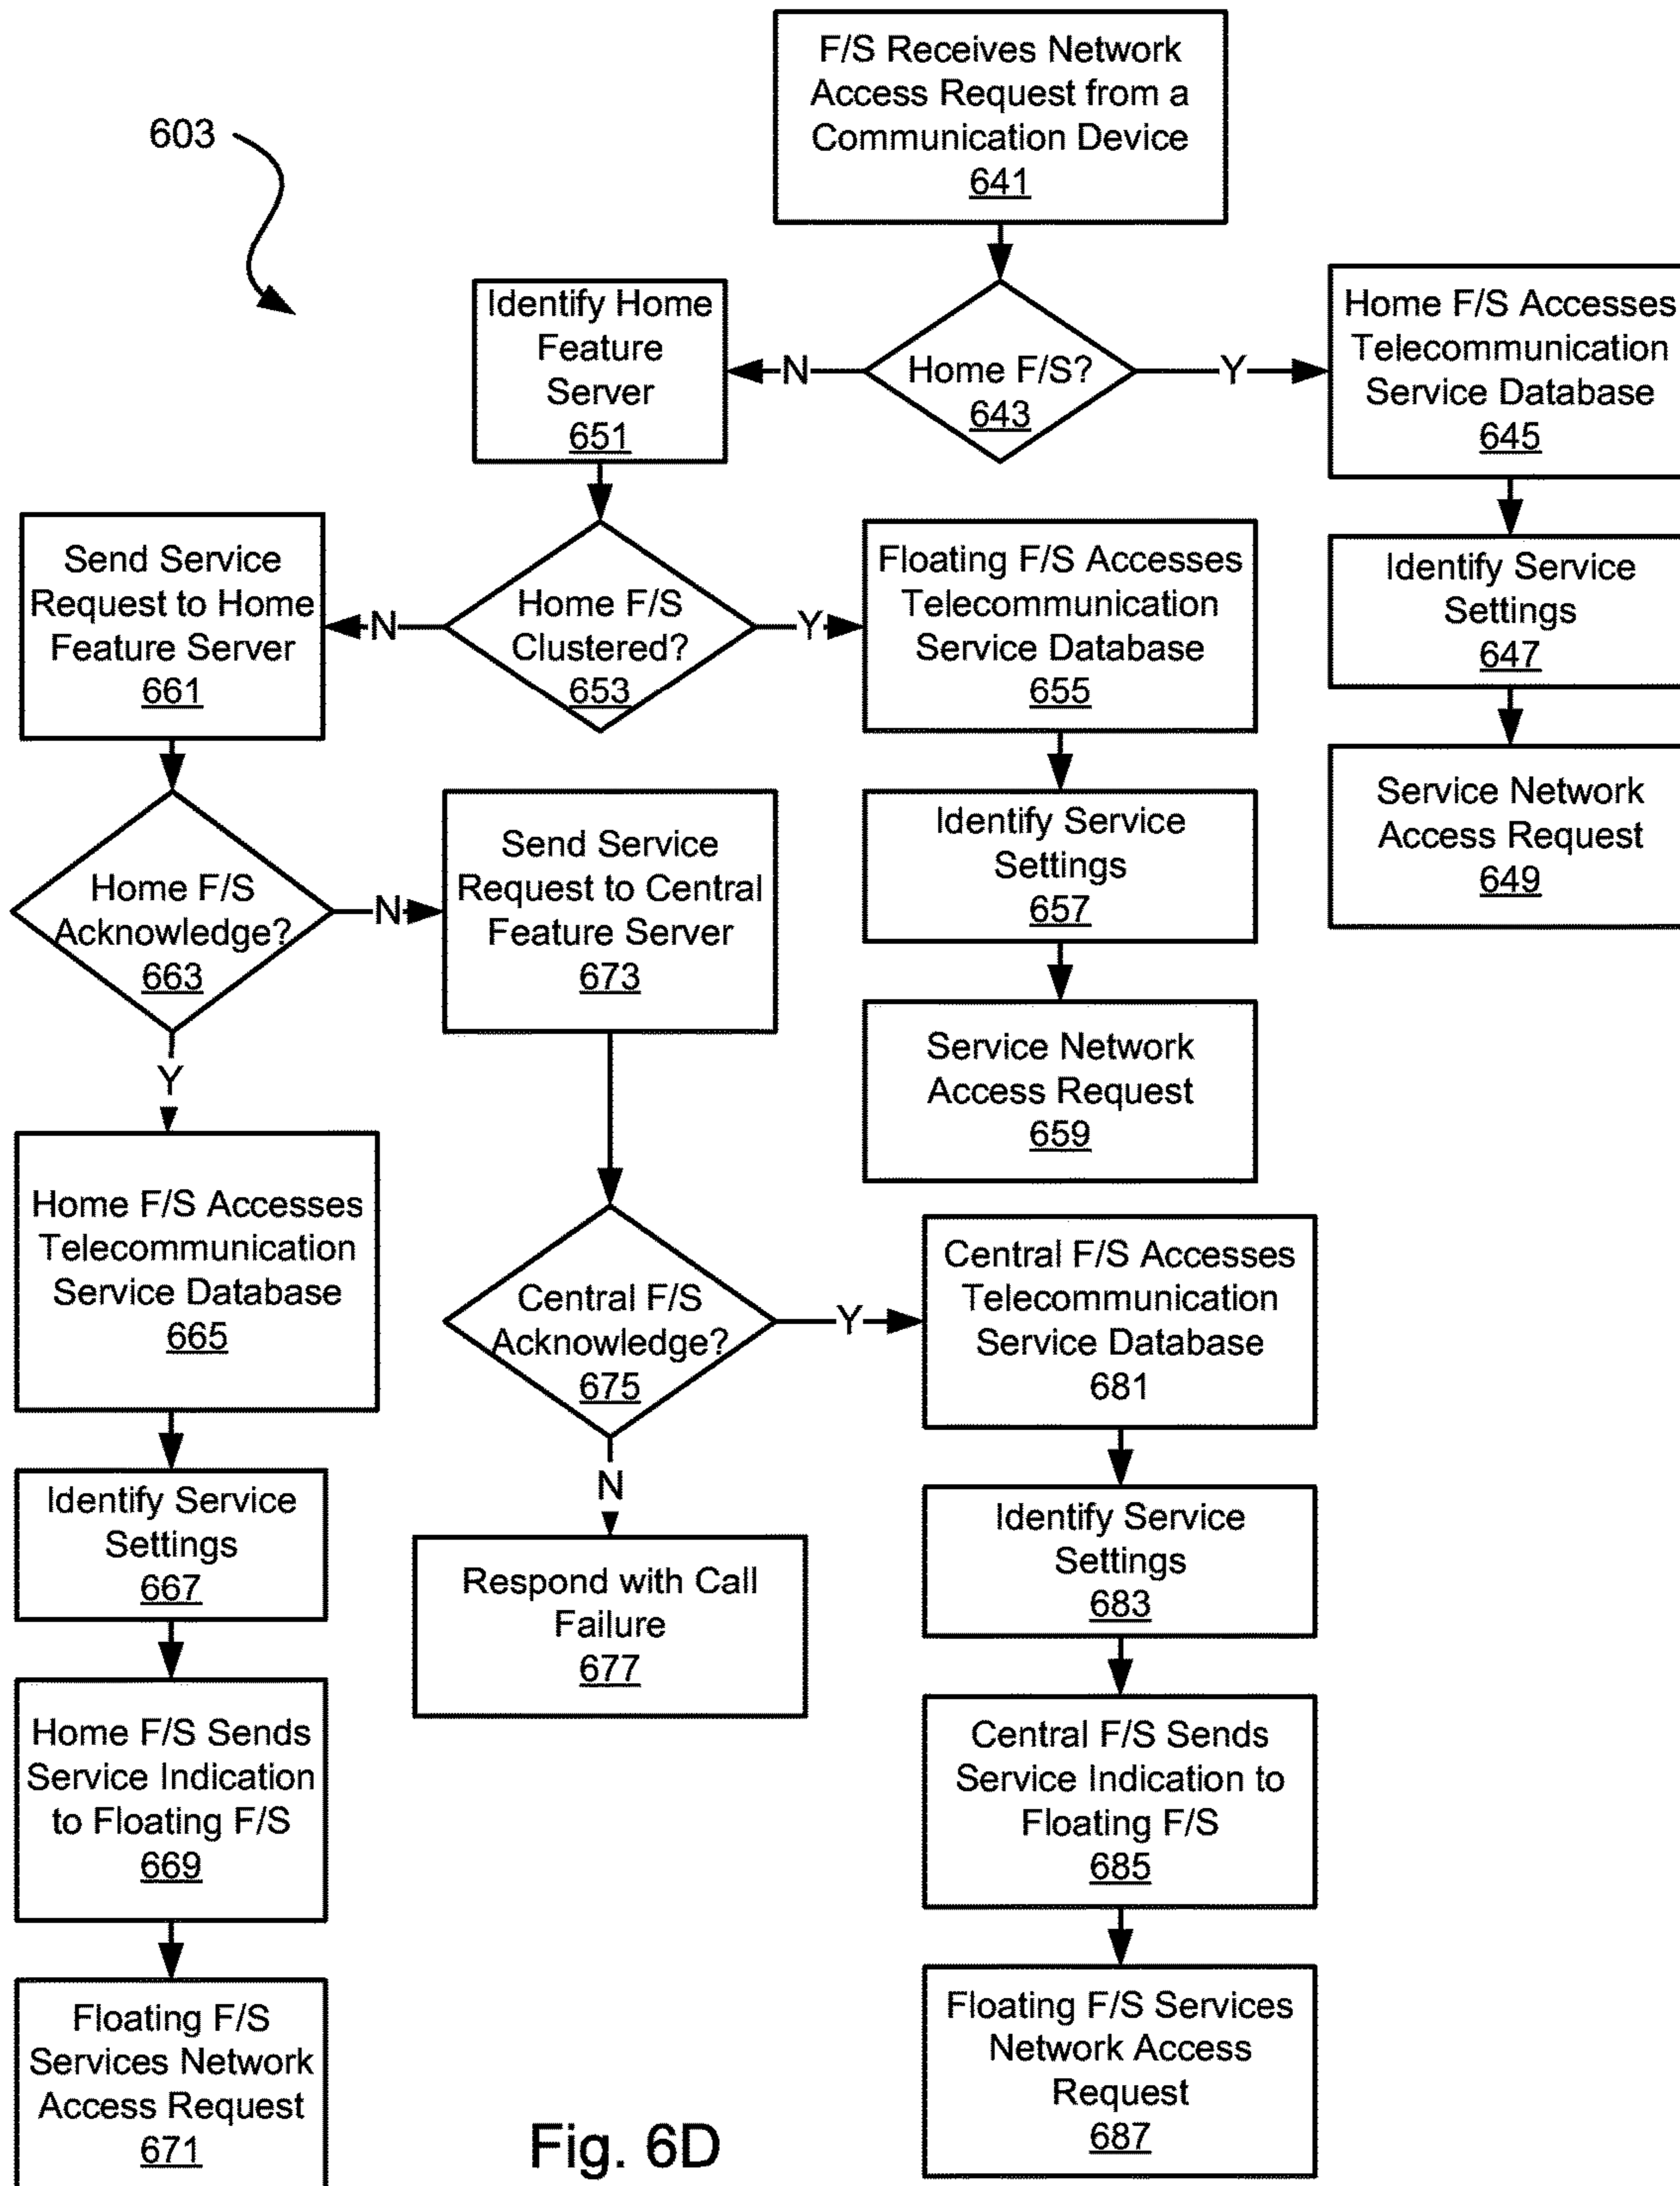 F/S Receives Network
Access Request from a
Communication Device
641
603
Identify Home
Feature
Server
651
N
Home F/S?
643
Y
Home F/S Accesses
Telecommunication
Service Database
645
Send Service
Request to Home
Feature Server
661
N
Home F/S
Clustered?
653
Y
Floating F/S Accesses
Telecommunication
Service Database
655
Identify Service
Settings
647
Service Network
Access Request
649
Home F/S
Acknowledge?
663
N
Send Service
Request to Central
Feature Server
673
Identify Service
Settings
657
Service Network
Access Request
659
Y
Home F/S Accesses
Telecommunication
Service Database
665
Central F/S
Acknowledge?
675
Y
Central F/S Accesses
Telecommunication
Service Database
681
Identify Service
Settings
667
N
Respond with Call
Failure
677
Identify Service
Settings
683
Home F/S Sends
Service Indication
to Floating F/S
669
Central F/S Sends
Service Indication to
Floating F/S
685
Floating F/S
Services Network
Access Request
671
Floating F/S Services
Network Access
Request
687
Fig. 6D